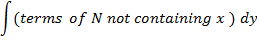 ∫(terms of N not containing x ) dy